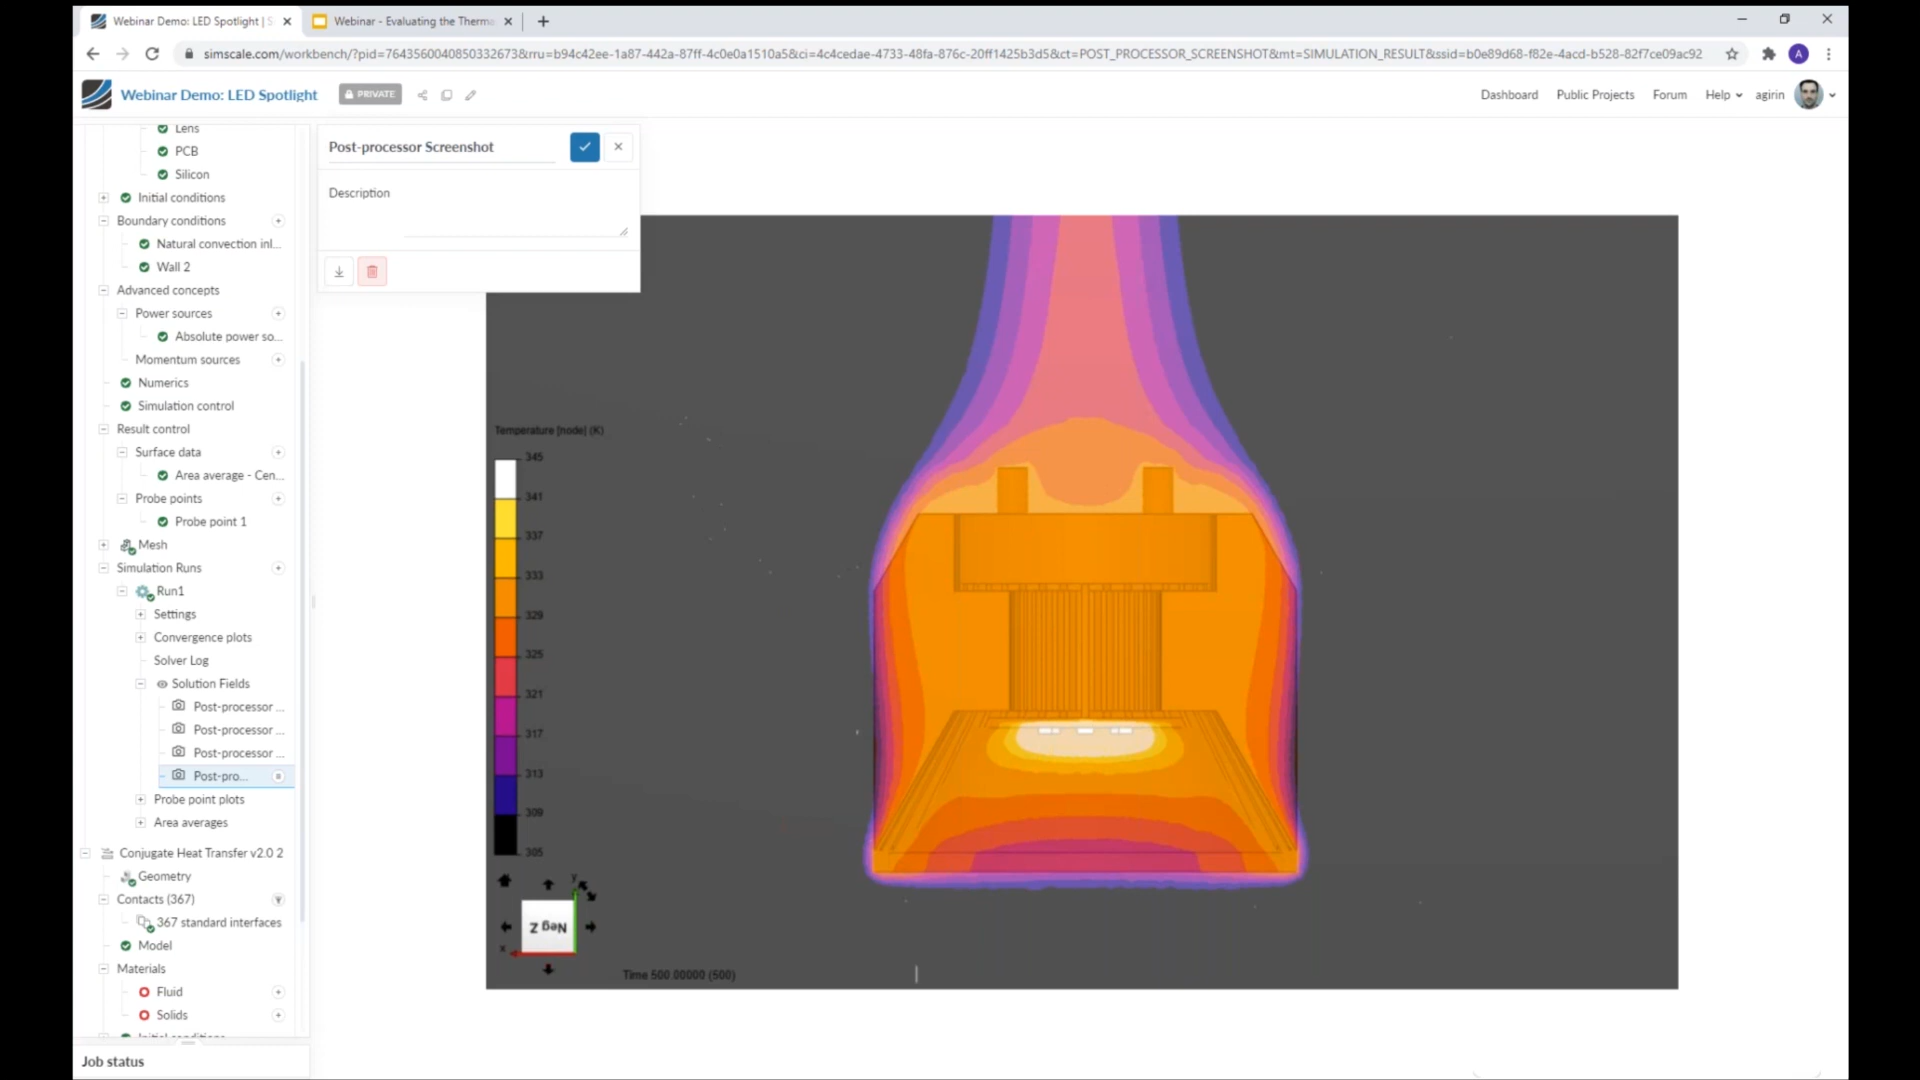 Webinar Demo: LED Spotlight | S
Webinar - Evaluating the Therma
simscale.com/workbench/?pid=7643560040850332673&rru=b94c42ee-1a87-442a-87ff-4c0e0a1510a5&ci=4c4cedae-4733-48fa-876c-20ff1425b3d5&ct=POST_PROCESSOR_SCREENSHOT&mt=SIMULATION_RESULT&ssid=b0e89d68-f82e-4acd-b528-82f7ce09ac92
A
Webinar Demo: LED Spotlight
PRIVATE
Dashboard
Public Projects
Forum
Help
agirin
Lens
PCB
Silicon
Initial conditions
Boundary conditions
Natural convection inl...
Wall 2
Advanced concepts
Power sources
Absolute power so...
Momentum sources
Numerics
Simulation control
Result control
Surface data
Area average - Cen...
Probe points
Probe point 1
Mesh
Simulation Runs
Run1
Settings
Convergence plots
Solver Log
Solution Fields
Post-processor ...
Post-processor ...
Post-processor ...
Post-pro...
Probe point plots
Area averages
Conjugate Heat Transfer v2.0 2
Geometry
Contacts (367)
367 standard interfaces
Model
Materials
Fluid
Solids
Initial conditions
Job status
Post-processor Screenshot
Description
Temperature [node] (K)
345
341
337
333
329
325
321
317
313
309
305
y
Neg Z
x
Time 500.00000 (500)